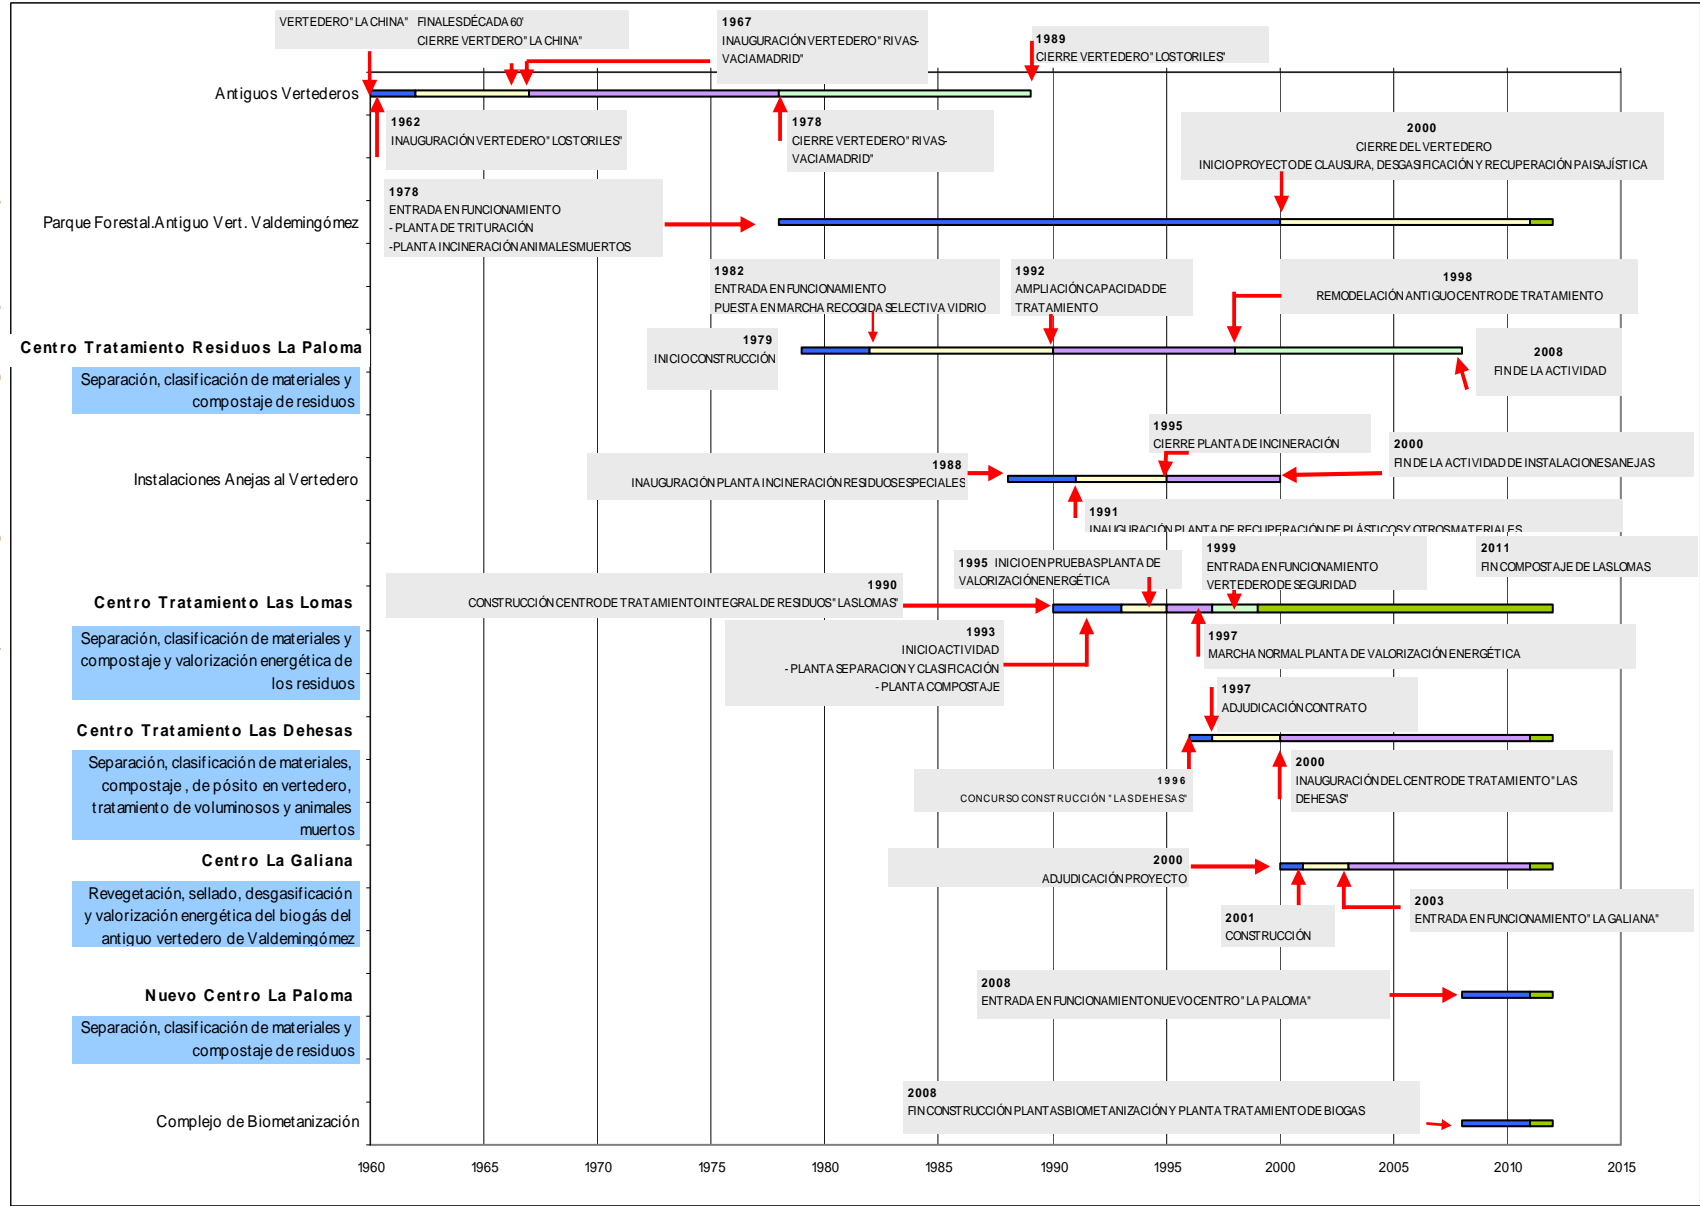 VERTEDERO "LA CHINA"
FINALES DÉCADA 60'
CIERRE VERTDERO "LA CHINA"
1967
INAUGURACIÓN VERTEDERO "RIVAS-
VACIAMADRID"
1989
CIERRE VERTEDERO "LOS TORILES"
Antiguos Vertederos
1962
INAUGURACIÓN VERTEDERO "LOS TORILES"
1978
CIERRE VERTEDERO "RIVAS-
VACIAMADRID"
2000
CIERRE DEL VERTEDERO
INICIO PROYECTO DE CLAUSURA, DESGASIFICACIÓN Y RECUPERACIÓN PAISAJÍSTICA
1978
ENTRADA EN FUNCIONAMIENTO
- PLANTA DE TRITURACIÓN
-PLANTA INCINERACIÓN ANIMALES MUERTOS
Parque Forestal.Antiguo Vert. Valdemingómez
1982
ENTRADA EN FUNCIONAMIENTO
PUESTA EN MARCHA RECOGIDA SELECTIVA VIDRIO
1992
AMPLIACIÓN CAPACIDAD DE
TRATAMIENTO
1998
REMODELACIÓN ANTIGUO CENTRO DE TRATAMIENTO
Centro Tratamiento Residuos La Paloma
Separación, clasificación de materiales y
compostaje de residuos
1979
INICIO CONSTRUCCIÓN
2008
FIN DE LA ACTIVIDAD
1995
CIERRE PLANTA DE INCINERACIÓN
2000
FIN DE LA ACTIVIDAD DE INSTALACIONES ANEJAS
Instalaciones Anejas al Vertedero
1988
INAUGURACIÓN PLANTA INCINERACIÓN RESIDUOS ESPECIALES
1991
INAUGURACIÓN PLANTA DE RECUPERACIÓN DE PLÁSTICOS Y OTROS MATERIALES
1995 INICIO EN PRUEBAS PLANTA DE
VALORIZACIÓN ENERGÉTICA
1999
ENTRADA EN FUNCIONAMIENTO
VERTEDERO DE SEGURIDAD
2011
FIN COMPOSTAJE DE LAS LOMAS
1990
CONSTRUCCIÓN CENTRO DE TRATAMIENTO INTEGRAL DE RESIDUOS "LAS LOMAS"
Centro Tratamiento Las Lomas
Separación, clasificación de materiales y
compostaje y valorización energética de
los residuos
1993
INICIO ACTIVIDAD
- PLANTA SEPARACION Y CLASIFICACIÓN
- PLANTA COMPOSTAJE
1997
MARCHA NORMAL PLANTA DE VALORIZACIÓN ENERGÉTICA
1997
ADJUDICACIÓN CONTRATO
Centro Tratamiento Las Dehesas
Separación, clasificación de materiales,
compostaje , de pósito en vertedero,
tratamiento de voluminosos y animales
muertos
1996
CONCURSO CONSTRUCCIÓN "LAS DEHESAS"
2000
INAUGURACIÓN DEL CENTRO DE TRATAMIENTO "LAS
DEHESAS"
Centro La Galiana
Revegetación, sellado, desgasificación
y valorización energética del biogás del
antiguo vertedero de Valdemingómez
2000
ADJUDICACIÓN PROYECTO
2001
CONSTRUCCIÓN
2003
ENTRADA EN FUNCIONAMIENTO "LA GALIANA"
Nuevo Centro La Paloma
Separación, clasificación de materiales y
compostaje de residuos
2008
ENTRADA EN FUNCIONAMIENTO NUEVO CENTRO "LA PALOMA"
2008
FIN CONSTRUCCIÓN PLANTAS BIOMETANIZACIÓN Y PLANTA TRATAMIENTO DE BIOGAS
Complejo de Biometanización
1960 1965 1970 1975 1980 1985 1990 1995 2000 2005 2010 2015